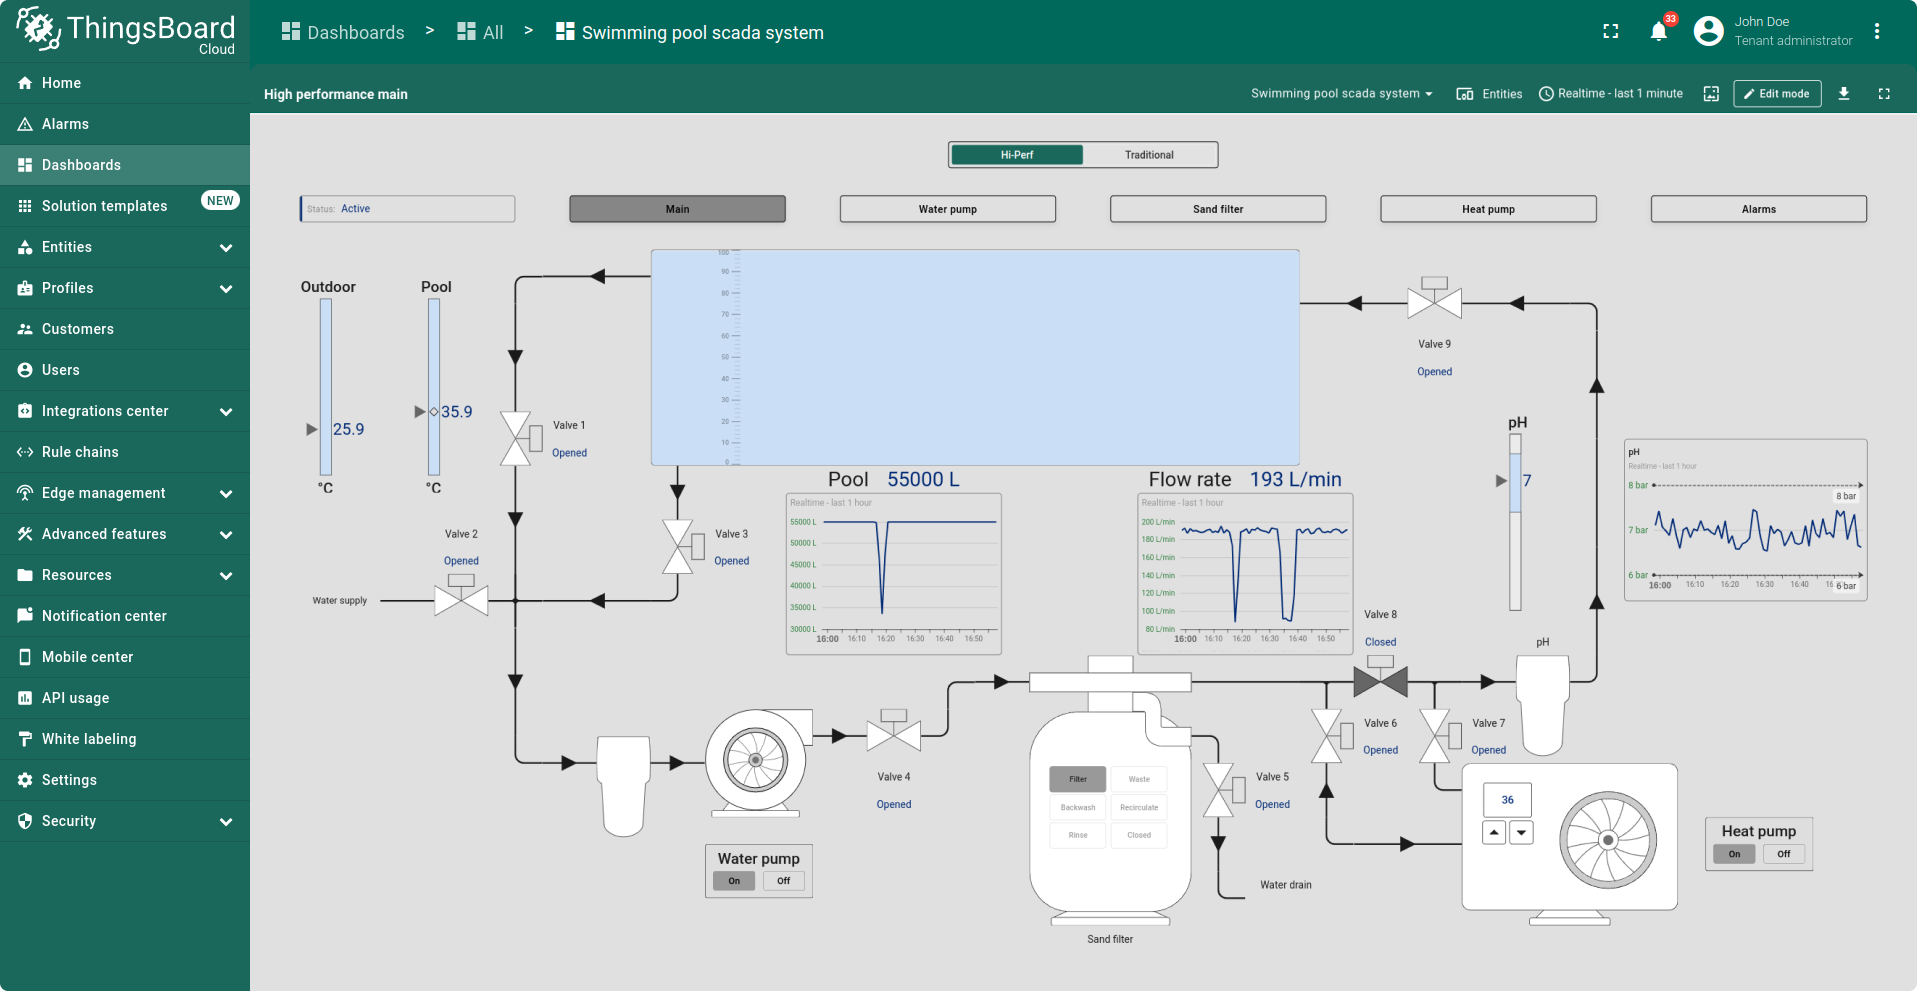 ThingsBoard
Cloud
Dashboards > All > Swimming pool scada system
33
John Doe
Tenant administrator
Home
Alarms
Dashboards
Solution templates NEW
Entities
Profiles
Customers
Users
Integrations center
Rule chains
Edge management
Advanced features
Resources
Notification center
Mobile center
API usage
White labeling
Settings
Security
High performance main
Swimming pool scada system
Entities
Realtime - last 1 minute
Edit mode
Hi-Perf Traditional
Status: Active
Main
Water pump
Sand filter
Heat pump
Alarms
Outdoor
25.9
°C
Pool
35.9
°C
100
90
80
70
60
50
40
30
20
10
0
Valve 1
Opened
Valve 2
Opened
Water supply
Valve 3
Opened
Pool 55000 L
Realtime - last 1 hour
55000 L
50000 L
45000 L
40000 L
35000 L
30000 L
16:00 16:10 16:20 16:30 16:40 16:50
Flow rate 193 L/min
Realtime - last 1 hour
200 L/min
180 L/min
160 L/min
140 L/min
120 L/min
100 L/min
80 L/min
16:00 16:10 16:20 16:30 16:40 16:50
Valve 9
Opened
pH
7
pH
Realtime - last 1 hour
8 bar
8 bar
7 bar
6 bar
6 bar
16:00 16:10 16:20 16:30 16:40
Valve 8
Closed
pH
Valve 6
Opened
Valve 7
Opened
Valve 4
Opened
Valve 5
Opened
Filter Waste
Backwash Recirculate
Rinse Closed
36
Water pump
On Off
Heat pump
On Off
Water drain
Sand filter